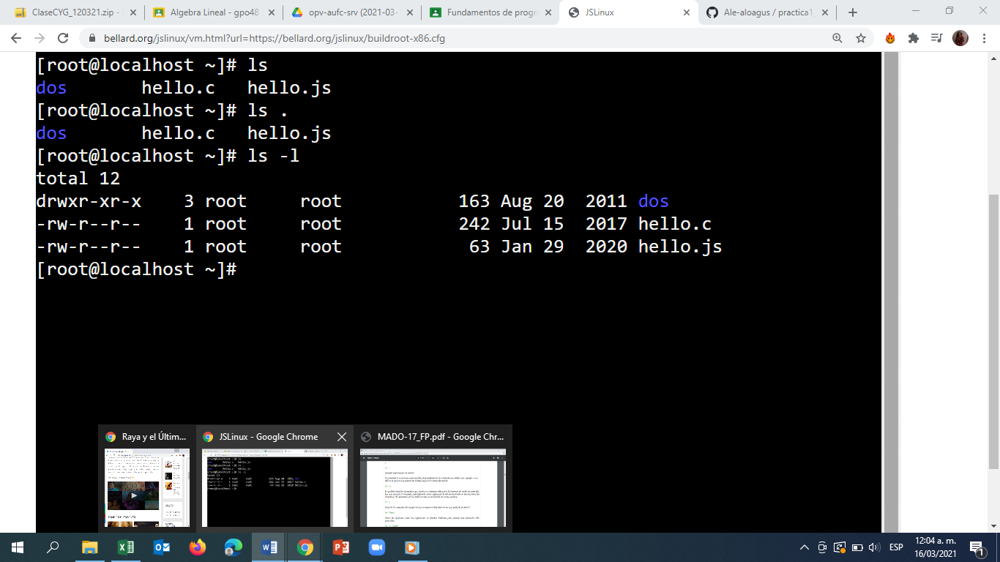 ClaseCYG_120321.zip -
Algebra Lineal - gpo48
opv-aufc-srv (2021-03-
Fundamentos de progra
JSLinux
Ale-aloagus / practica1
bellard.org/jslinux/vm.html?url=https://bellard.org/jslinux/buildroot-x86.cfg
[root@localhost ~]# ls
dos       hello.c   hello.js
[root@localhost ~]# ls .
dos       hello.c   hello.js
[root@localhost ~]# ls -l
total 12
drwxr-xr-x    3 root     root           163 Aug 20  2011 dos
-rw-r--r--    1 root     root           242 Jul 15  2017 hello.c
-rw-r--r--    1 root     root            63 Jan 29  2020 hello.js
[root@localhost ~]#
Raya y el Últim...
JSLinux - Google Chrome
MADO-17_FP.pdf - Google Chr...
ESP
12:04 a. m.
16/03/2021
1